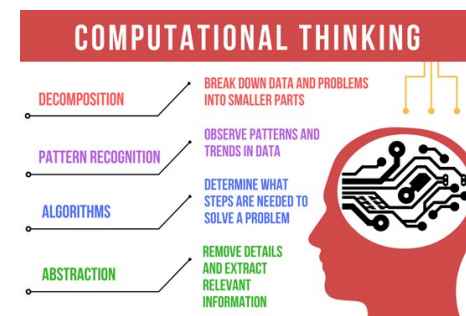 COMPUTATIONAL THINKING
DECOMPOSITION
BREAK DOWN DATA AND PROBLEMS
INTO SMALLER PARTS
PATTERN RECOGNITION
OBSERVE PATTERNS AND
TRENDS IN DATA
ALGORITHMS
DETERMINE WHAT
STEPS ARE NEEDED TO
SOLVE A PROBLEM
ABSTRACTION
REMOVE DETAILS
AND EXTRACT
RELEVANT
INFORMATION